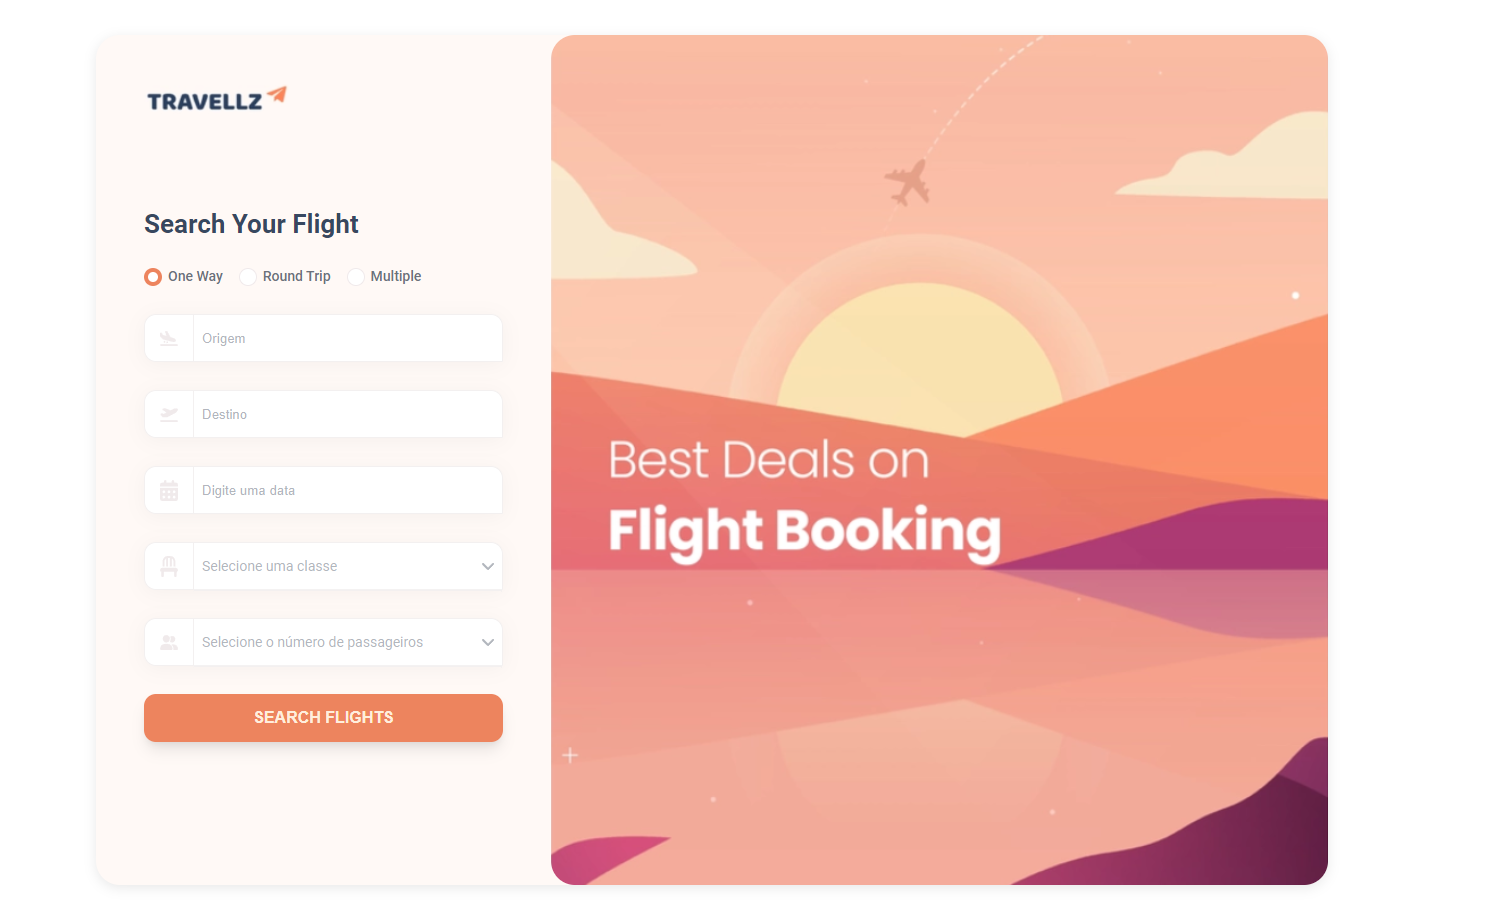 TRAVELLZ
Search Your Flight
One Way Round Trip Multiple
Origem
Destino
Digite uma data
Selecione uma classe
Selecione o número de passageiros
SEARCH FLIGHTS
Best Deals on
Flight Booking